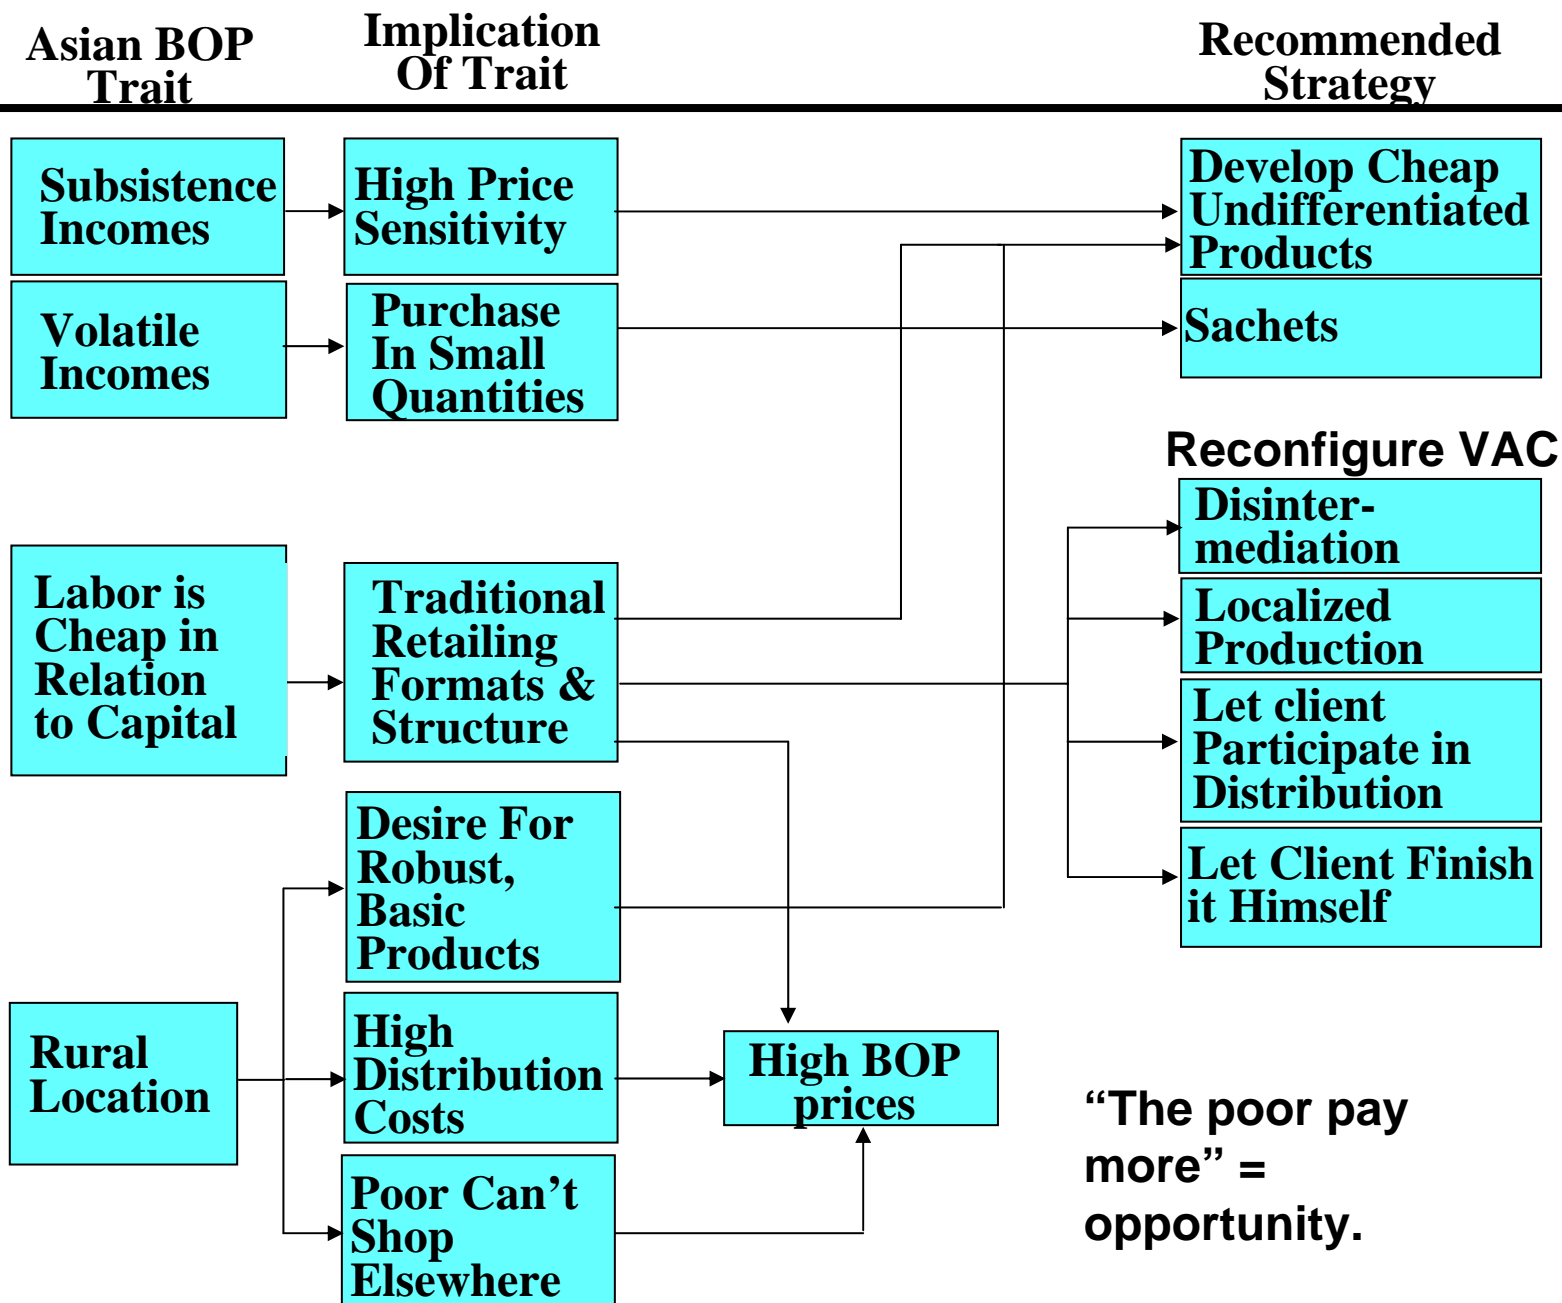 Asian BOP
Trait
Implication
Of Trait
Recommended
Strategy
Subsistence
Incomes
High Price
Sensitivity
Develop Cheap
Undifferentiated
Products
Volatile
Incomes
Purchase
In Small
Quantities
Sachets
Reconfigure VAC
Disinter-
mediation
Labor is
Cheap in
Relation
to Capital
Traditional
Retailing
Formats &
Structure
Localized
Production
Let client
Participate in
Distribution
Let Client Finish
it Himself
Desire For
Robust,
Basic
Products
Rural
Location
High
Distribution
Costs
High BOP
prices
Poor Can’t
Shop
Elsewhere
“The poor pay
more” =
opportunity.